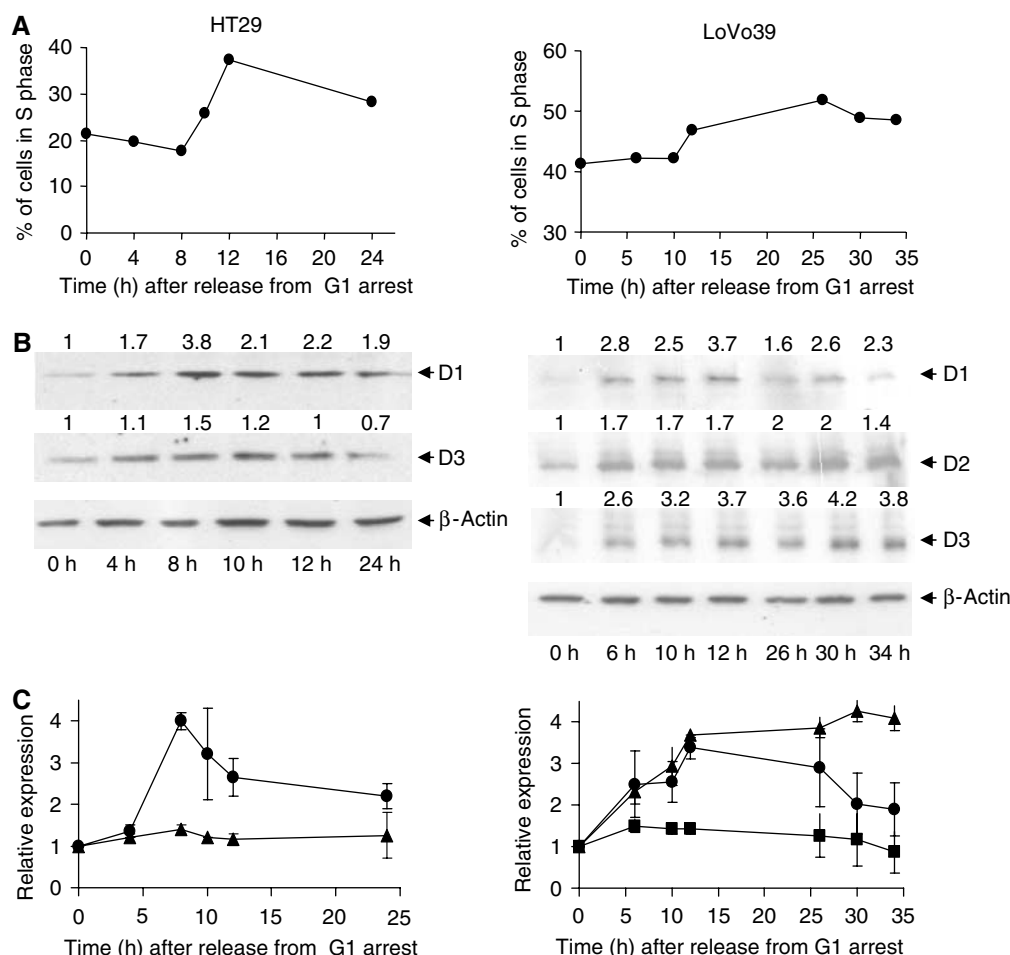 A
HT29
% of cells in S phase
40
30
20
10
0
0 4 8 12 16 20 24
Time (h) after release from G1 arrest
LoVo39
% of cells in S phase
60
50
40
30
0 5 10 15 20 25 30 35
Time (h) after release from G1 arrest
B
1 1.7 3.8 2.1 2.2 1.9
D1
1 1.1 1.5 1.2 1 0.7
D3
β-Actin
0 h 4 h 8 h 10 h 12 h 24 h
1 2.8 2.5 3.7 1.6 2.6 2.3
D1
1 1.7 1.7 1.7 2 2 1.4
D2
1 2.6 3.2 3.7 3.6 4.2 3.8
D3
β-Actin
0 h 6 h 10 h 12 h 26 h 30 h 34 h
C
Relative expression
4
3
2
1
0
0 5 10 15 20 25
Time (h) after release from G1 arrest
Relative expression
4
3
2
1
0
0 5 10 15 20 25 30 35
Time (h) after release from G1 arrest